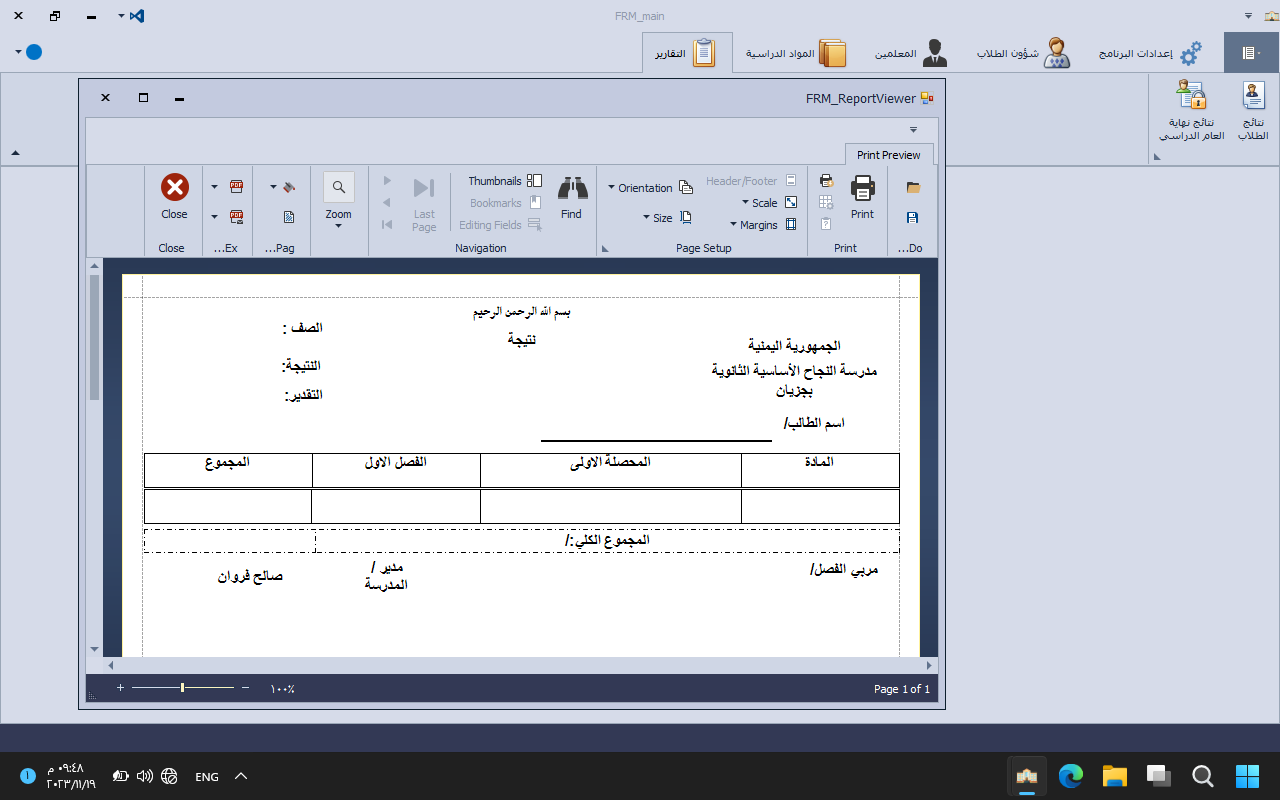 FRM_main
إعدادات البرنامج
شؤون الطلاب
المعلمين
المواد الدراسية
التقارير
نتائج الطلاب
نتائج نهاية العام الدراسي
FRM_ReportViewer
Print Preview
Close
Close
PDF
PDF
...Ex
...Pag
Zoom
Last Page
Thumbnails
Bookmarks
Editing Fields
Navigation
Find
Orientation
Size
Header/Footer
Scale
Margins
Page Setup
Print
Print
...Do
بسم الله الرحمن الرحيم
نتيجة
الجمهورية اليمنية
مدرسة النجاح الأساسية الثانوية
بجزيان
اسم الطالب/
الصف :
النتيجة:
التقدير:
المادة
المحصلة الاولى
الفصل الاول
المجموع
المجموع الكلي:/
مربي الفصل/
مدير /
المدرسة
صالح فروان
١٠٠٪
Page 1 of 1
٠٩:٤٨ م
٢٠٢٣/١١/١٩
١
ENG